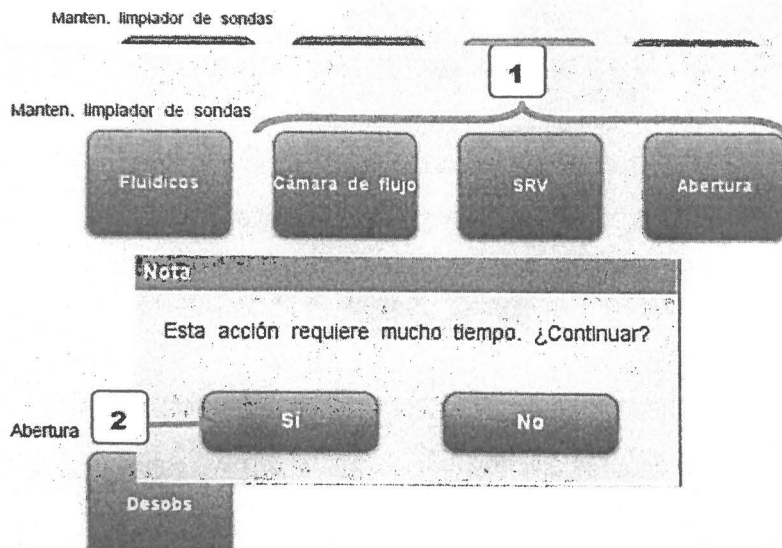 Manten. limpiador de sondas
1
Manten. limpiador de sondas
Fluidicos
Cámara de flujo
SRV
Abertura
Nota
Esta acción requiere mucho tiempo. ¿Continuar?
Abertura
2
Sí
No
Desobs